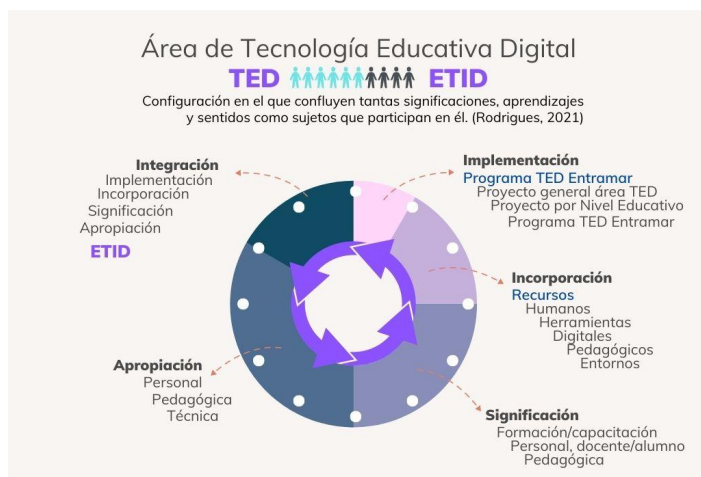 Área de Tecnología Educativa Digital
TED ETID
Configuración en el que confluyen tantas significaciones, aprendizajes
y sentidos como sujetos que participan en él. (Rodrigues, 2021)
Integración
Implementación
Incorporación
Significación
Apropiación
ETID
Implementación
Programa TED Entramar
Proyecto general área TED
Proyecto por Nivel Educativo
Programa TED Entramar
Incorporación
Recursos
Humanos
Herramientas
Digitales
Pedagógicos
Entornos
Apropiación
Personal
Pedagógica
Técnica
Significación
Formación/capacitación
Personal, docente/alumno
Pedagógica